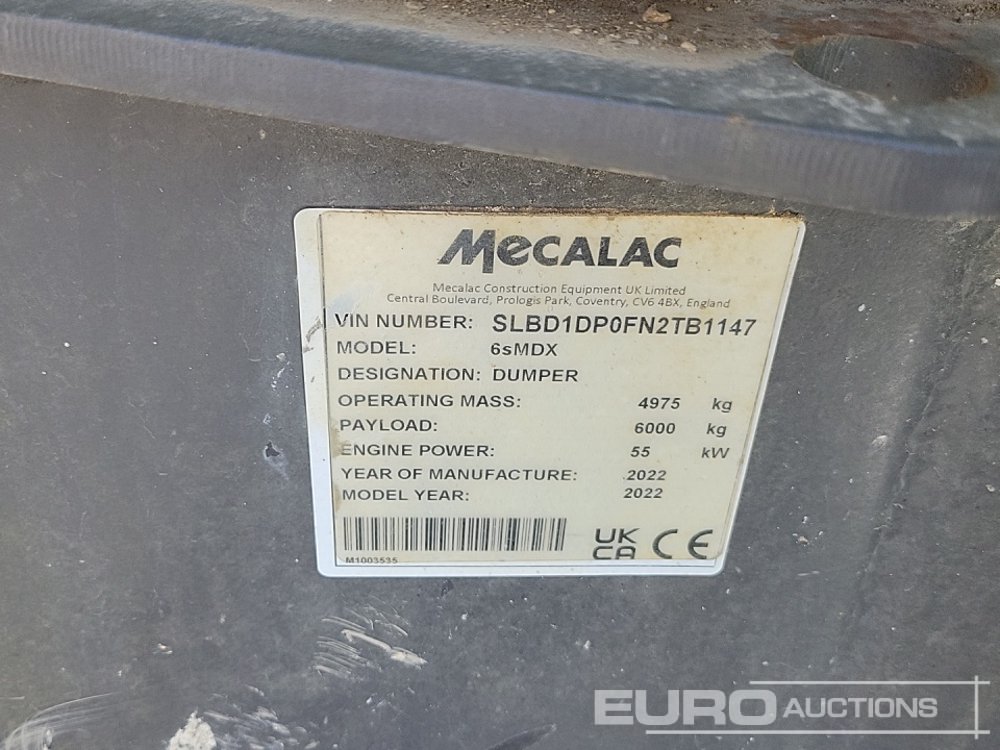 MECALAC
Mecalac Construction Equipment UK Limited
Central Boulevard, Prologis Park, Coventry, CV6 4BX, England
VIN NUMBER: SLBD1DP0FN2TB1147
MODEL: 6sMDX
DESIGNATION: DUMPER
OPERATING MASS: 4975 kg
PAYLOAD: 6000 kg
ENGINE POWER: 55 kW
YEAR OF MANUFACTURE: 2022
MODEL YEAR: 2022
UK
CA CE
M1003535
EURO AUCTIONS